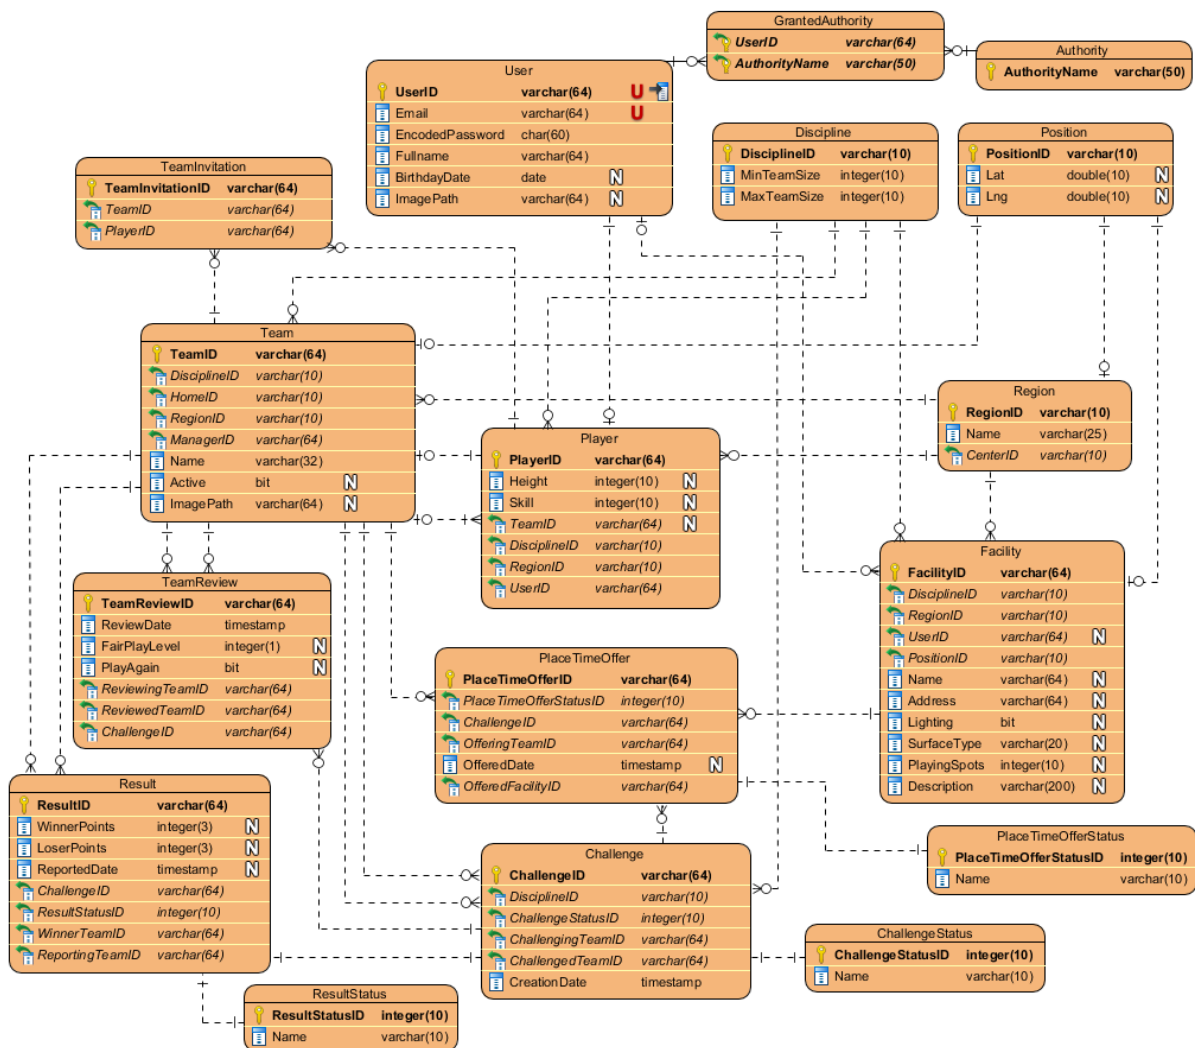 GrantedAuthority
UserID varchar(64)
AuthorityName varchar(50)
Authority
AuthorityName varchar(50)
User
UserID varchar(64) U
Email varchar(64) U
EncodedPassword char(60)
Fullname varchar(64)
BirthdayDate date N
ImagePath varchar(64) N
Discipline
DisciplineID varchar(10)
MinTeamSize integer(10)
MaxTeamSize integer(10)
Position
PositionID varchar(10)
Lat double(10) N
Lng double(10) N
TeamInvitation
TeamInvitationID varchar(64)
TeamID varchar(64)
PlayerID varchar(64)
Team
TeamID varchar(64)
DisciplineID varchar(10)
HomeID varchar(10)
RegionID varchar(10)
ManagerID varchar(64)
Name varchar(32)
Active bit N
ImagePath varchar(64) N
Region
RegionID varchar(10)
Name varchar(25)
CenterID varchar(10)
Player
PlayerID varchar(64)
Height integer(10) N
Skill integer(10) N
TeamID varchar(64) N
DisciplineID varchar(10)
RegionID varchar(10)
UserID varchar(64)
Facility
FacilityID varchar(64)
DisciplineID varchar(10)
RegionID varchar(10)
UserID varchar(64) N
PositionID varchar(10)
Name varchar(64) N
Address varchar(64) N
Lighting bit N
SurfaceType varchar(20) N
PlayingSpots integer(10) N
Description varchar(200) N
TeamReview
TeamReviewID varchar(64)
ReviewDate timestamp
FairPlayLevel integer(1) N
PlayAgain bit N
ReviewingTeamID varchar(64)
ReviewedTeamID varchar(64)
ChallengeID varchar(64)
PlaceTimeOffer
PlaceTimeOfferID varchar(64)
PlaceTimeOfferStatusID integer(10)
ChallengeID varchar(64)
OfferingTeamID varchar(64)
OfferedDate timestamp N
OfferedFacilityID varchar(64)
Result
ResultID varchar(64)
WinnerPoints integer(3) N
LoserPoints integer(3) N
ReportedDate timestamp N
ChallengeID varchar(64)
ResultStatusID integer(10)
WinnerTeamID varchar(64)
ReportingTeamID varchar(64)
PlaceTimeOfferStatus
PlaceTimeOfferStatusID integer(10)
Name varchar(10)
Challenge
ChallengeID varchar(64)
DisciplineID varchar(10)
ChallengeStatusID integer(10)
ChallengingTeamID varchar(64)
ChallengedTeamID varchar(64)
CreationDate timestamp
ChallengeStatus
ChallengeStatusID integer(10)
Name varchar(10)
ResultStatus
ResultStatusID integer(10)
Name varchar(10)